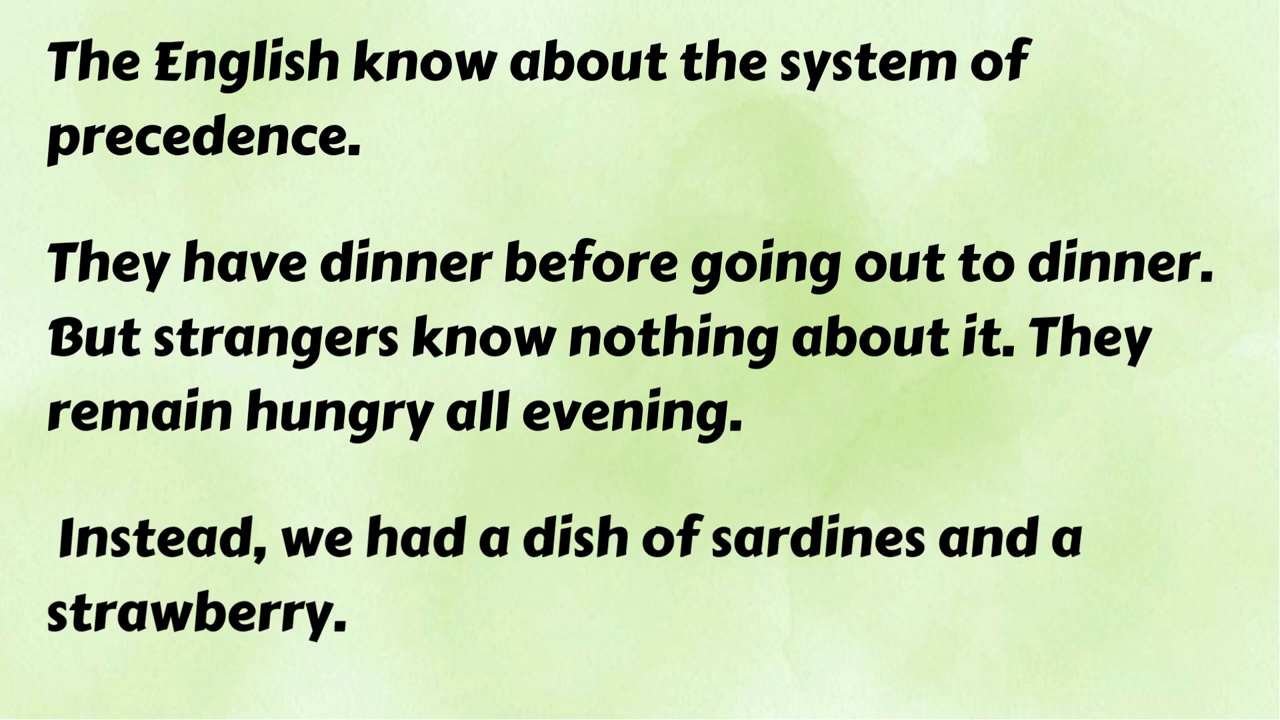 The English know about the system of
precedence.
They have dinner before going out to dinner.
But strangers know nothing about it. They
remain hungry all evening.
Instead, we had a dish of sardines and a
strawberry.